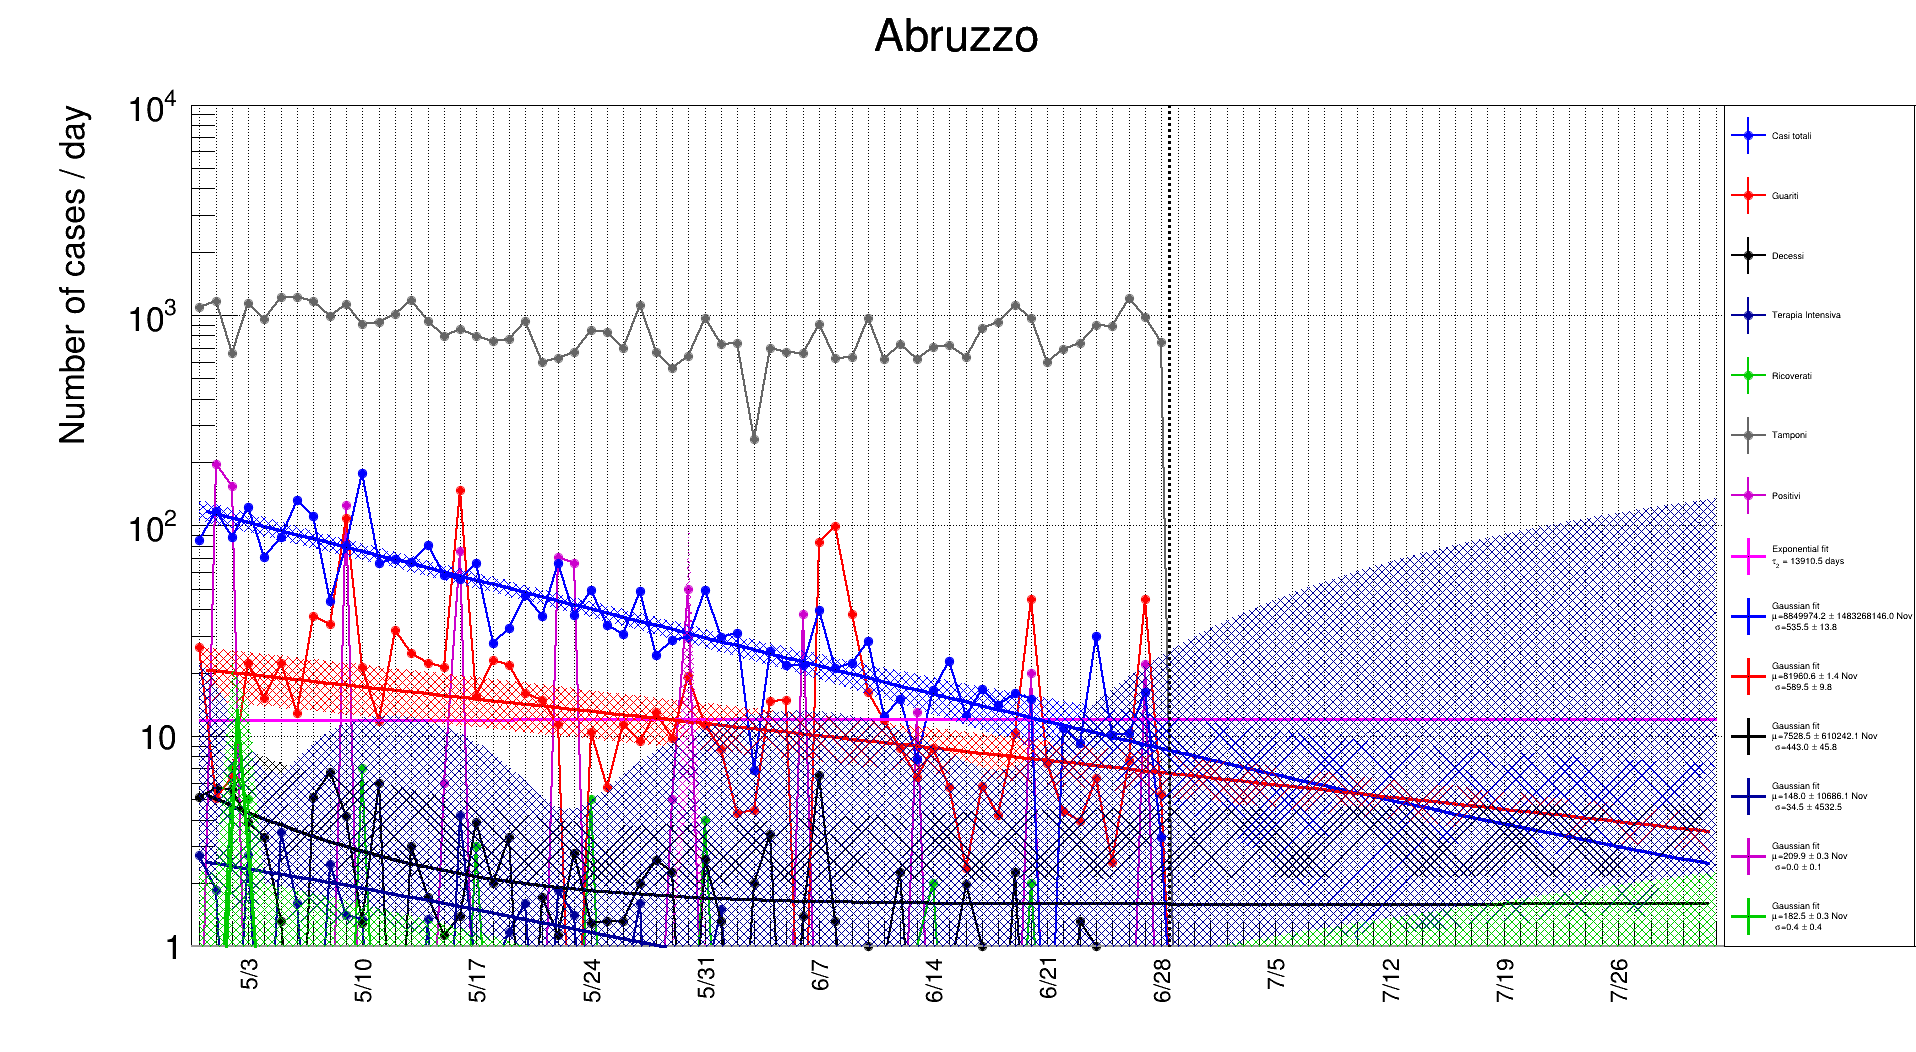 Abruzzo
Number of cases / day
10^4
10^3
10^2
10
1
5/3
5/10
5/17
5/24
5/31
6/7
6/14
6/21
6/28
7/5
7/12
7/19
7/26
Casi totali
Guariti
Decessi
Terapia Intensiva
Ricoverati
Tamponi
Positivi
Exponential fit
τ_2 = 13910.5 days
Gaussian fit
μ=8849974.2 ± 1483268146.0 Nov
σ=535.5 ± 13.8
Gaussian fit
μ=81960.6 ± 1.4 Nov
σ=589.5 ± 9.8
Gaussian fit
μ=7528.5 ± 610242.1 Nov
σ=443.0 ± 45.8
Gaussian fit
μ=148.0 ± 10686.1 Nov
σ=34.5 ± 4532.5
Gaussian fit
μ=209.9 ± 0.3 Nov
σ=0.0 ± 0.1
Gaussian fit
μ=182.5 ± 0.3 Nov
σ=0.4 ± 0.4